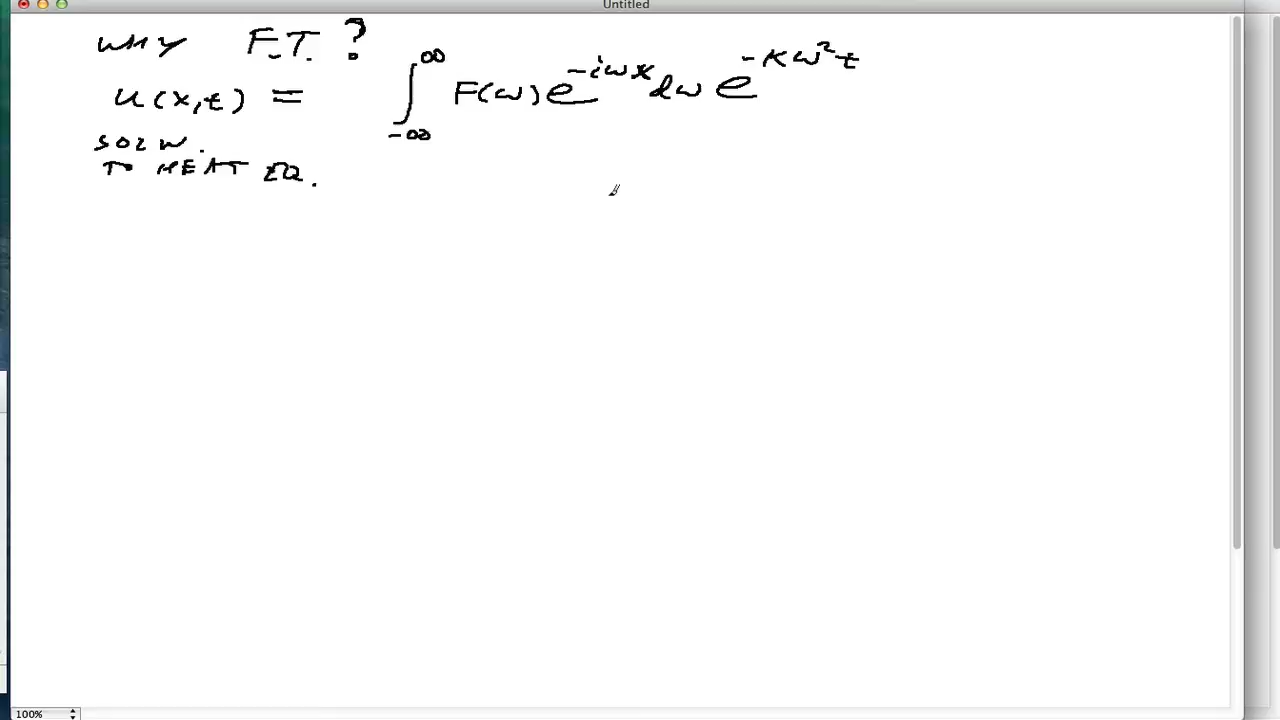 Untitled
WHY F.T. ?
u(x,t) = ∫_{-∞}^{∞} F(ω) e^{-iωx} dω e^{-kω²t}
SOLN.
TO HEAT EQ.
100%